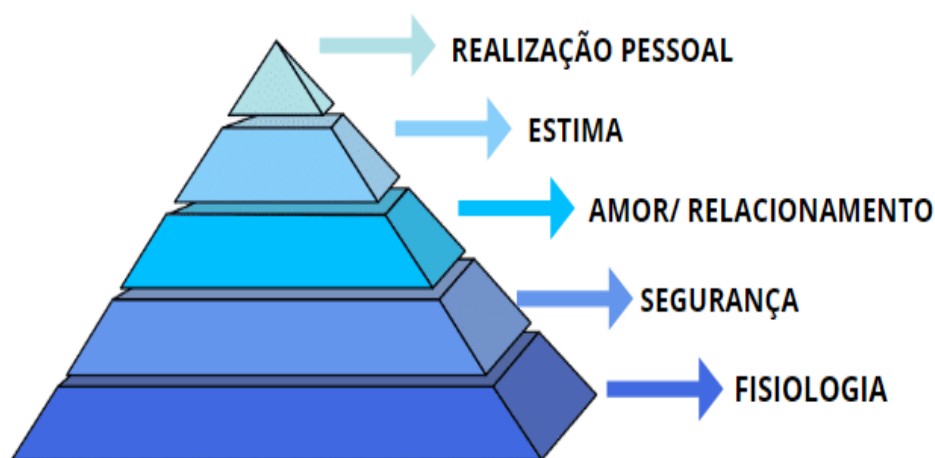 REALIZAÇÃO PESSOAL
ESTIMA
AMOR/ RELACIONAMENTO
SEGURANÇA
FISIOLOGIA